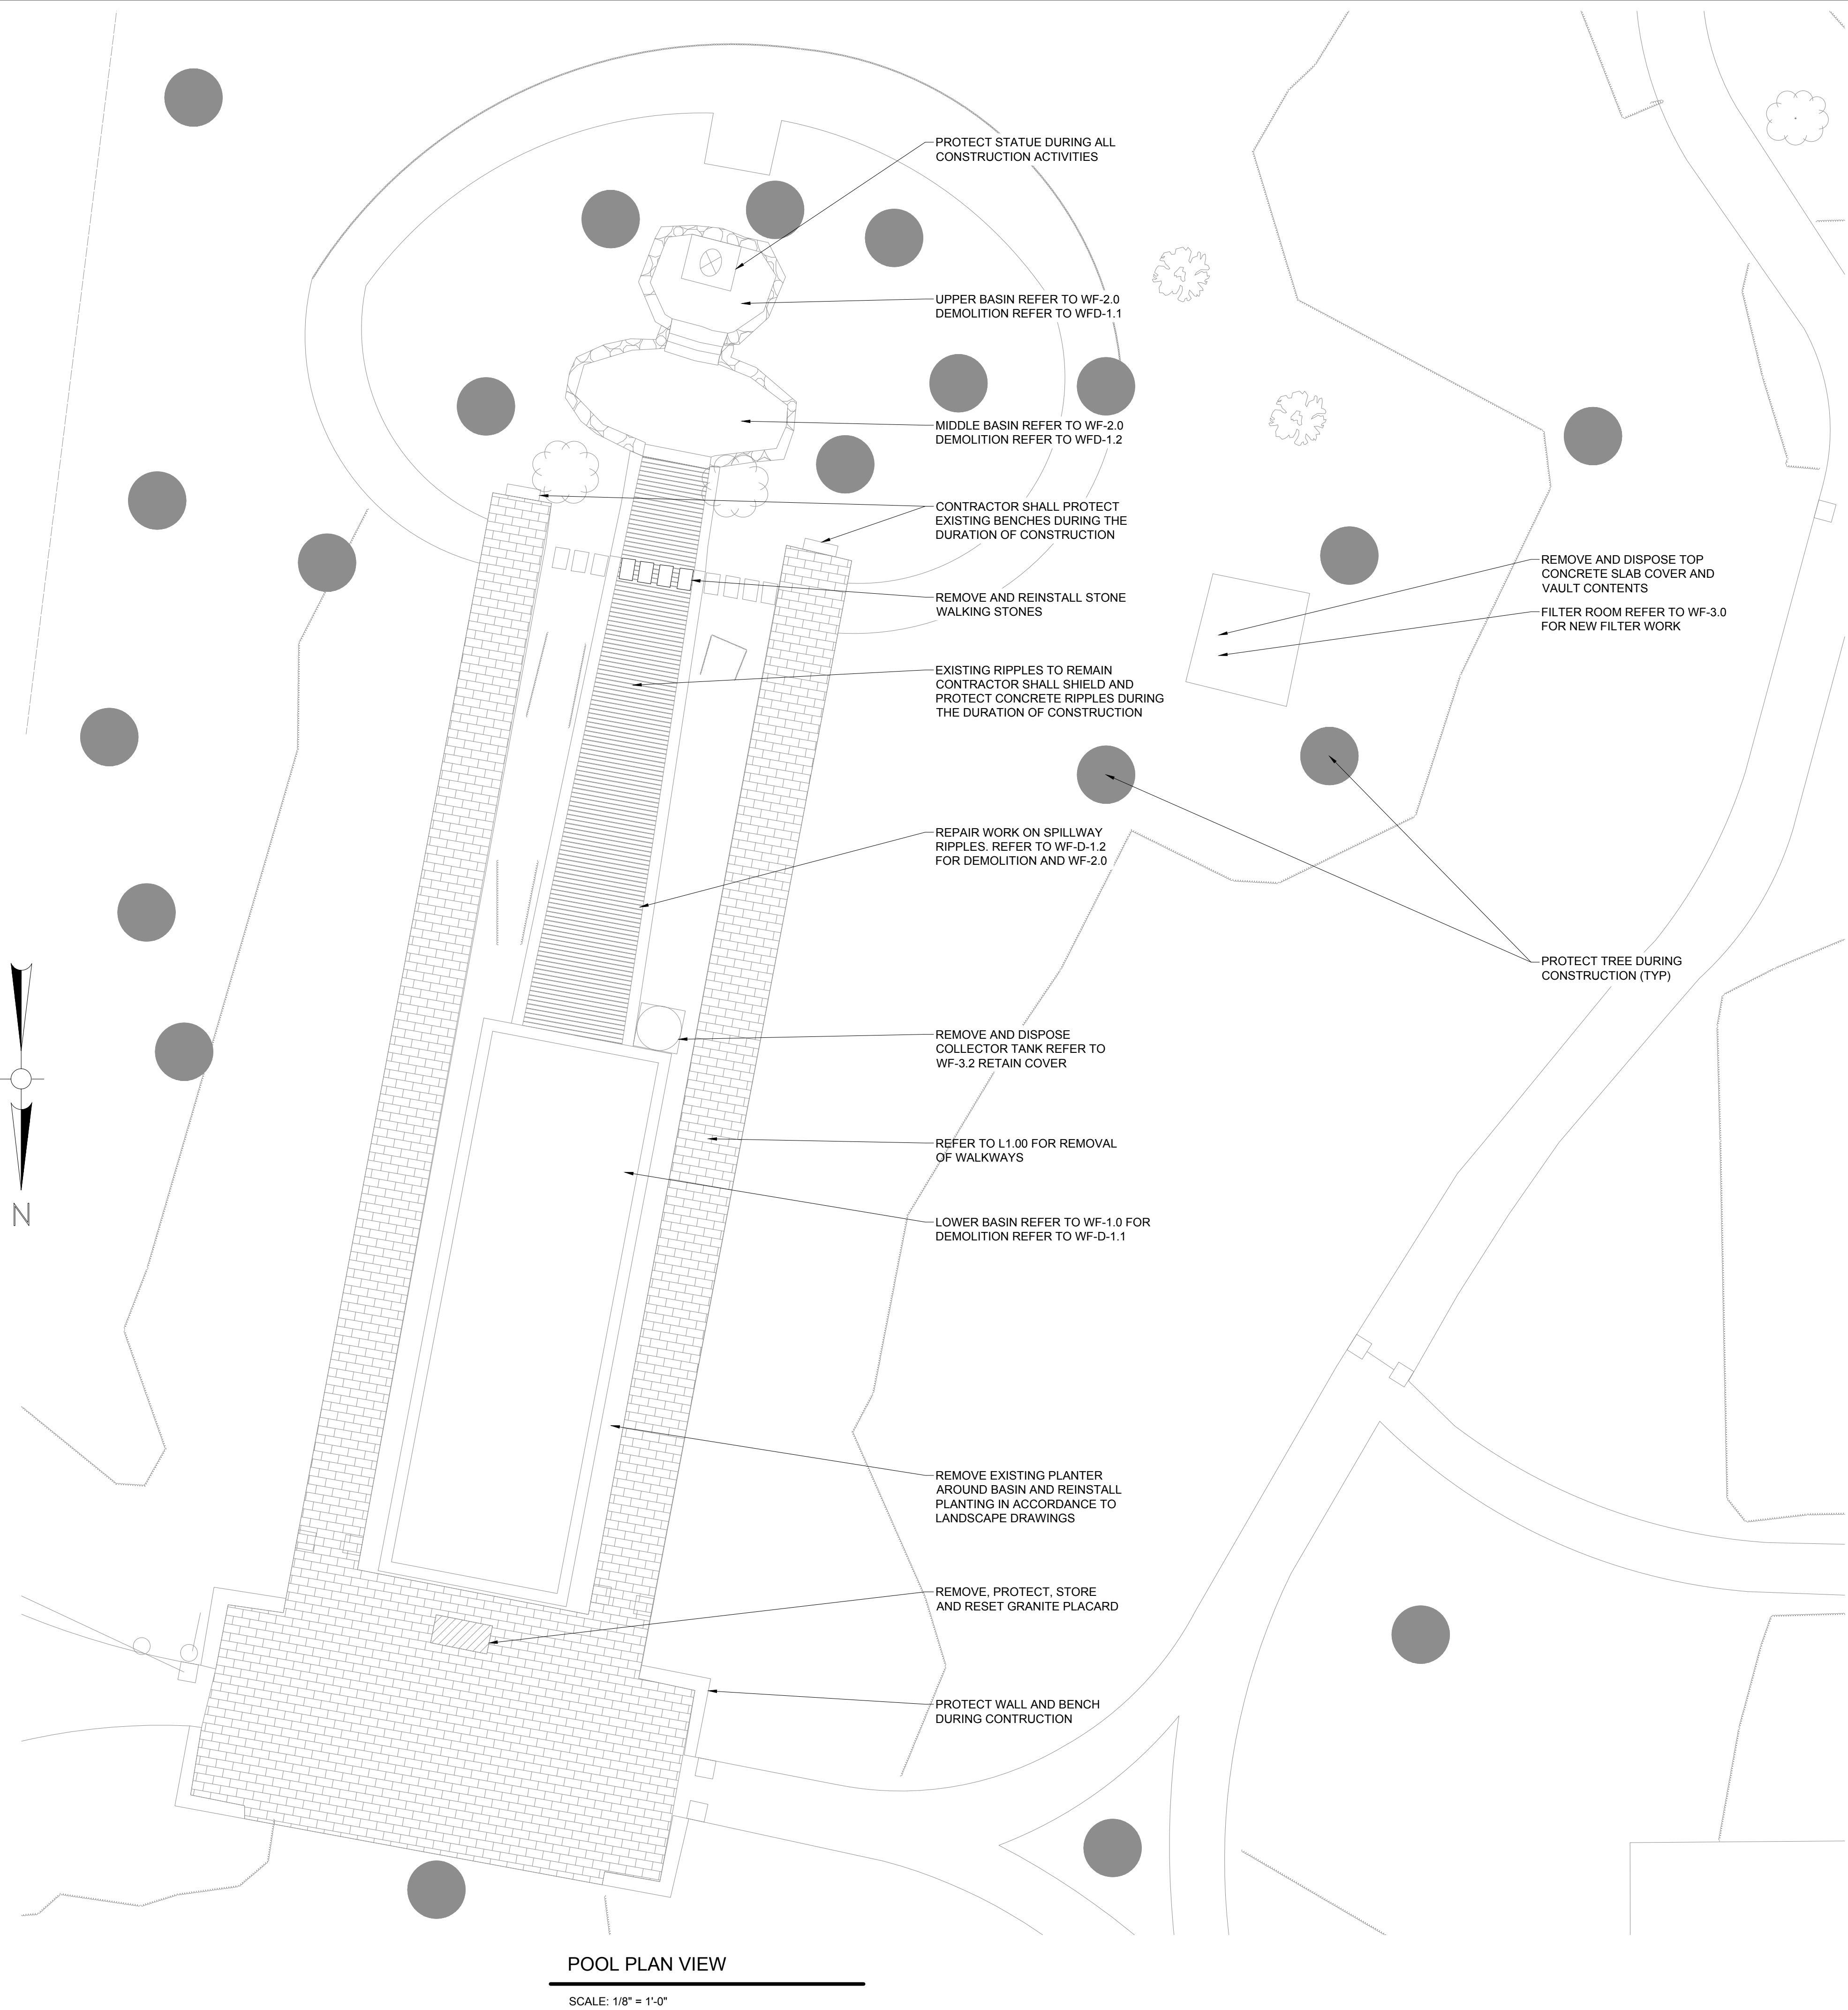 PROTECT STATUE DURING ALL
CONSTRUCTION ACTIVITIES
UPPER BASIN REFER TO WF-2.0
DEMOLITION REFER TO WFD-1.1
MIDDLE BASIN REFER TO WF-2.0
DEMOLITION REFER TO WFD-1.2
CONTRACTOR SHALL PROTECT
EXISTING BENCHES DURING THE
DURATION OF CONSTRUCTION
REMOVE AND REINSTALL STONE
WALKING STONES
REMOVE AND DISPOSE TOP
CONCRETE SLAB COVER AND
VAULT CONTENTS
FILTER ROOM REFER TO WF-3.0
FOR NEW FILTER WORK
EXISTING RIPPLES TO REMAIN
CONTRACTOR SHALL SHIELD AND
PROTECT CONCRETE RIPPLES DURING
THE DURATION OF CONSTRUCTION
REPAIR WORK ON SPILLWAY
RIPPLES. REFER TO WF-D-1.2
FOR DEMOLITION AND WF-2.0
PROTECT TREE DURING
CONSTRUCTION (TYP)
REMOVE AND DISPOSE
COLLECTOR TANK REFER TO
WF-3.2 RETAIN COVER
REFER TO L1.00 FOR REMOVAL
OF WALKWAYS
N
LOWER BASIN REFER TO WF-1.0 FOR
DEMOLITION REFER TO WF-D-1.1
REMOVE EXISTING PLANTER
AROUND BASIN AND REINSTALL
PLANTING IN ACCORDANCE TO
LANDSCAPE DRAWINGS
REMOVE, PROTECT, STORE
AND RESET GRANITE PLACARD
PROTECT WALL AND BENCH
DURING CONTRUCTION
POOL PLAN VIEW
SCALE: 1/8" = 1'-0"